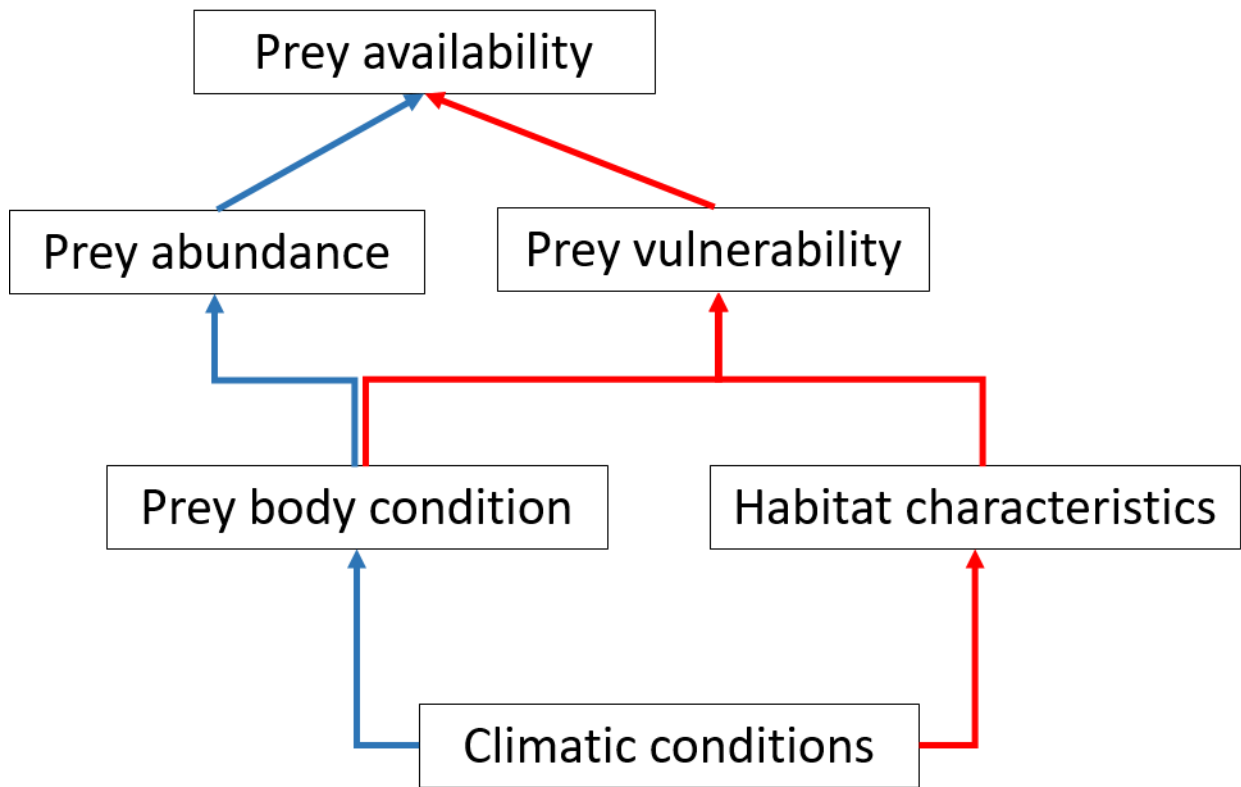 Prey availability
Prey abundance
Prey vulnerability
Prey body condition
Habitat characteristics
Climatic conditions